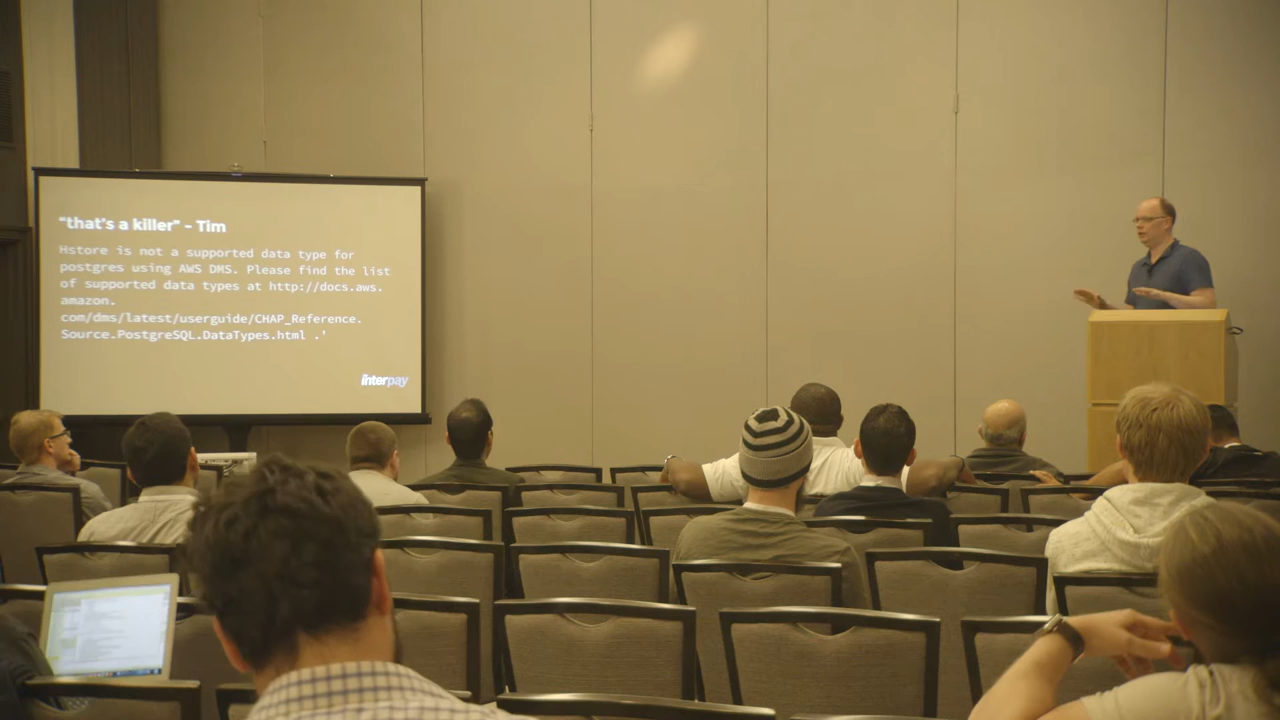 "that's a killer" - Tim
Hstore is not a supported data type for
postgres using AWS DMS. Please find the list
of supported data types at http://docs.aws.
amazon.
com/dms/latest/userguide/CHAP_Reference.
Source.PostgreSQL.DataTypes.html .'
interpay